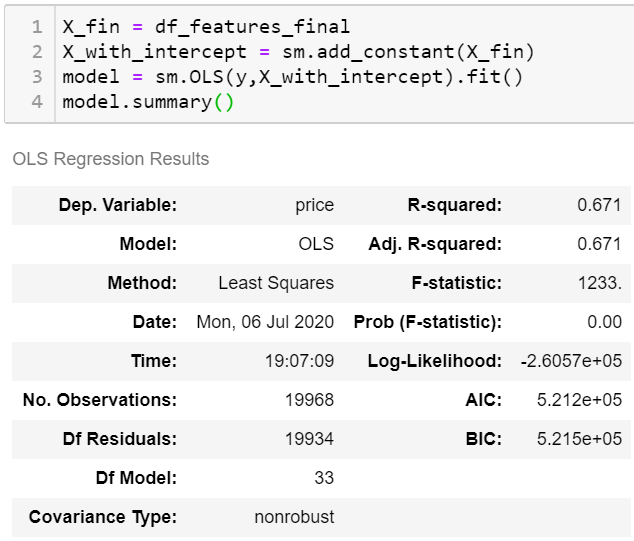 1 X_fin = df_features_final
2 X_with_intercept = sm.add_constant(X_fin)
3 model = sm.OLS(y,X_with_intercept).fit()
4 model.summary()
OLS Regression Results
Dep. Variable: price R-squared: 0.671
Model: OLS Adj. R-squared: 0.671
Method: Least Squares F-statistic: 1233.
Date: Mon, 06 Jul 2020 Prob (F-statistic): 0.00
Time: 19:07:09 Log-Likelihood: -2.6057e+05
No. Observations: 19968 AIC: 5.212e+05
Df Residuals: 19934 BIC: 5.215e+05
Df Model: 33
Covariance Type: nonrobust